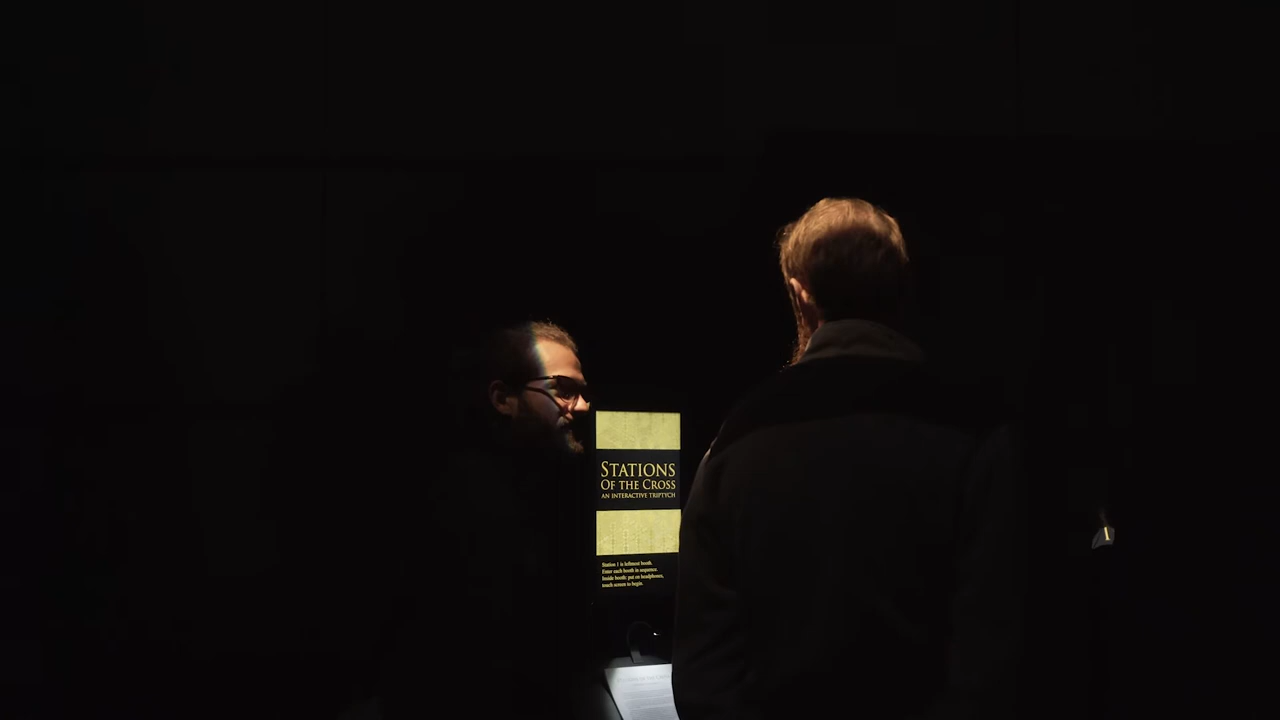 STATIONS
OF THE CROSS
AN INTERACTIVE TRIPTYCH
Station 1 is leftmost booth.
Enter each booth in sequence.
Inside booth: put on headphones,
touch screen to begin.
I